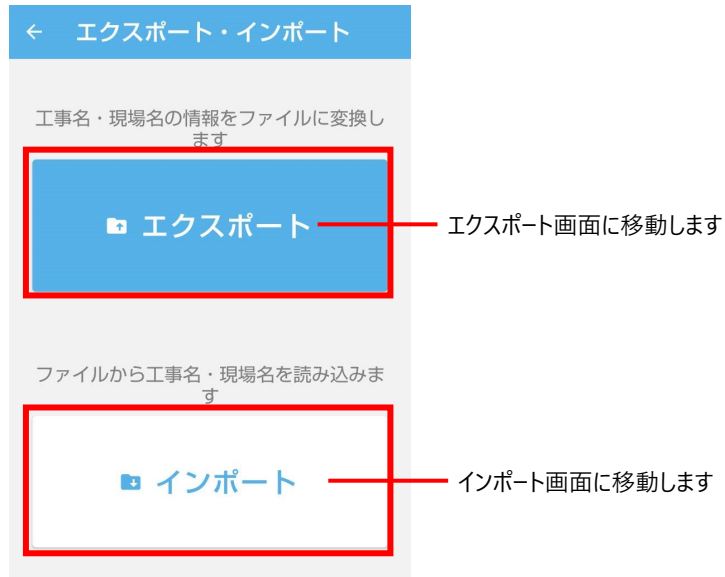 ← エクスポート・インポート
工事名・現場名の情報をファイルに変換し
ます
エクスポート
エクスポート画面に移動します
ファイルから工事名・現場名を読み込みま
す
インポート
インポート画面に移動します